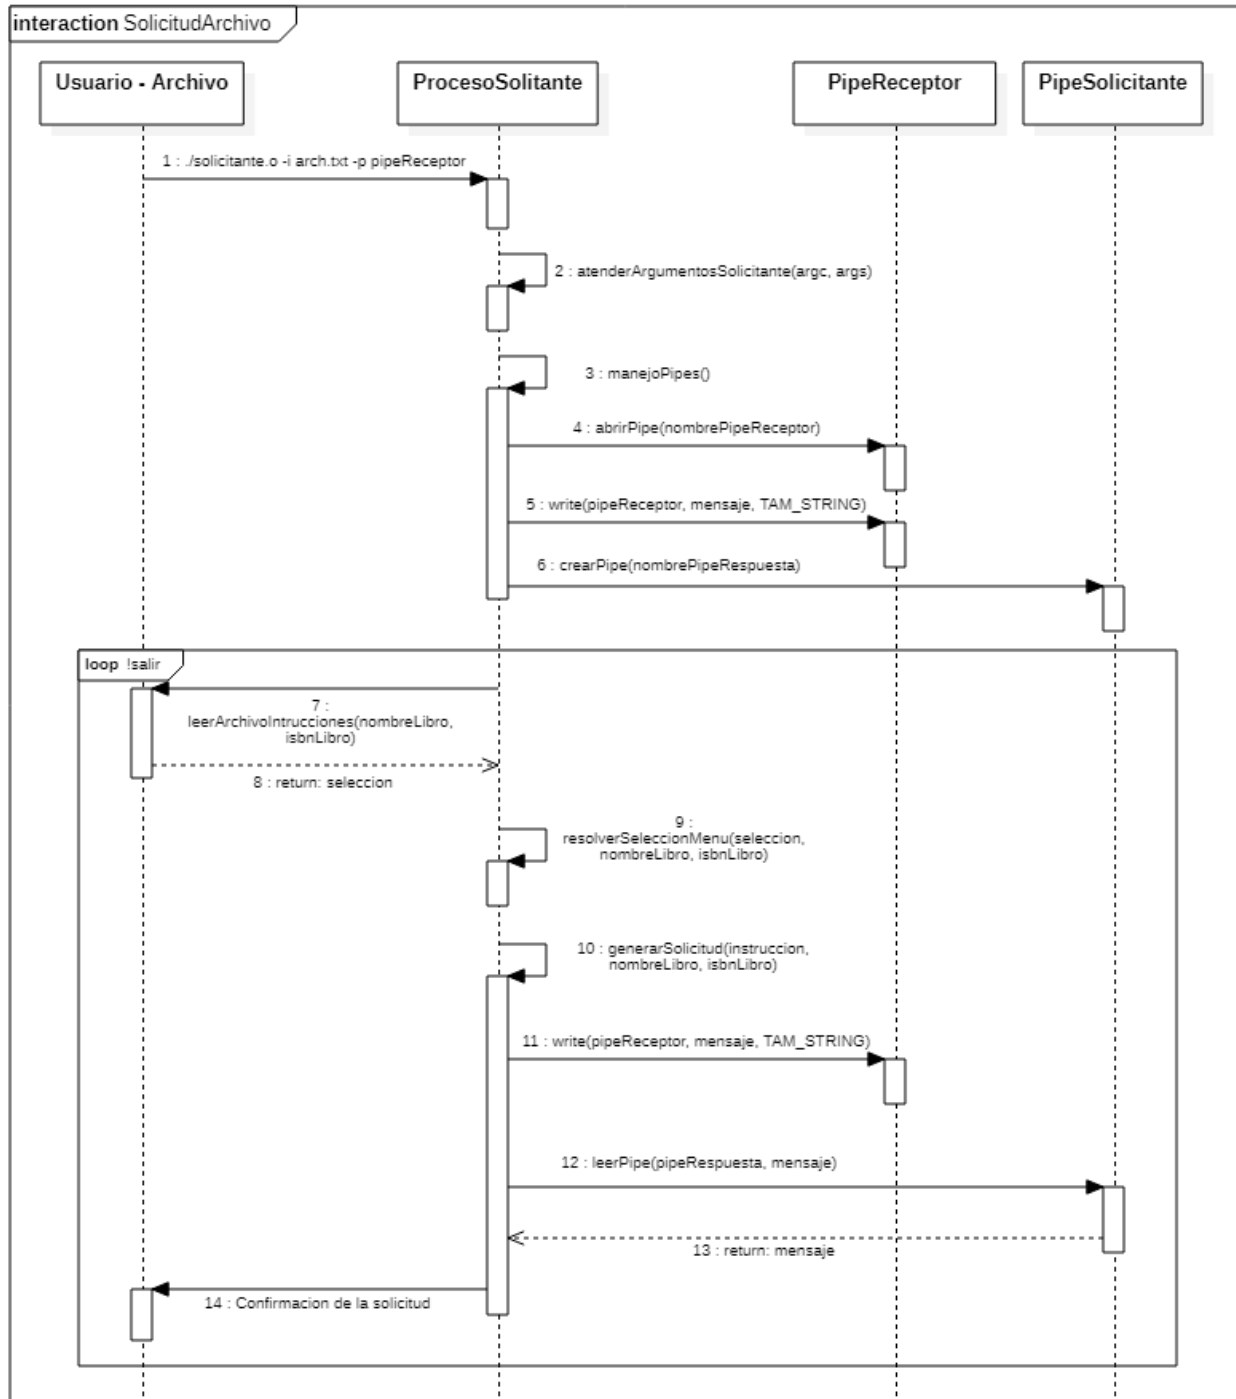 interaction SolicitudArchivo
Usuario - Archivo
ProcesoSolitante
PipeReceptor
PipeSolicitante
1 : ./solicitante.o -i arch.txt -p pipeReceptor
2 : atenderArgumentosSolicitante(argc, args)
3 : manejoPipes()
4 : abrirPipe(nombrePipeReceptor)
5 : write(pipeReceptor, mensaje, TAM_STRING)
6 : crearPipe(nombrePipeRespuesta)
loop !salir
7 :
leerArchivoIntrucciones(nombreLibro,
isbnLibro)
8 : return: seleccion
9 :
resolverSeleccionMenu(seleccion,
nombreLibro, isbnLibro)
10 : generarSolicitud(instruccion,
nombreLibro, isbnLibro)
11 : write(pipeReceptor, mensaje, TAM_STRING)
12 : leerPipe(pipeRespuesta, mensaje)
13 : return: mensaje
14 : Confirmacion de la solicitud